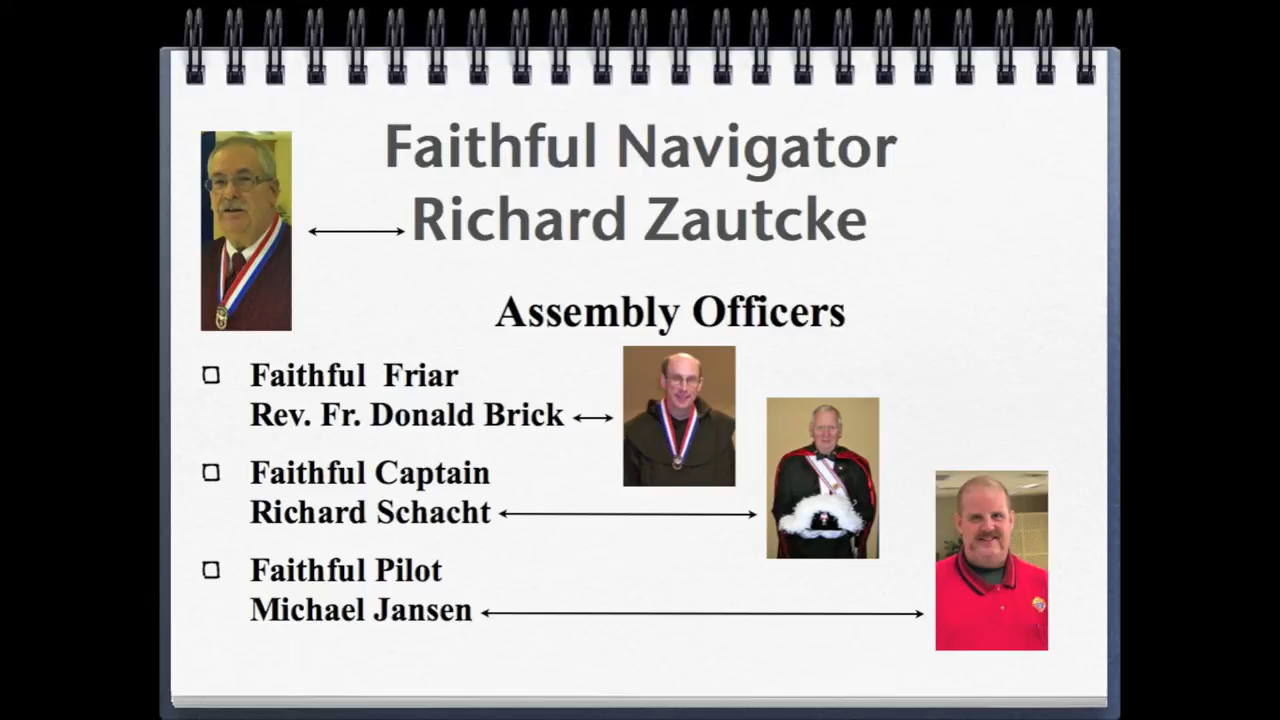 Faithful Navigator
Richard Zautcke
Assembly Officers
Faithful Friar
Rev. Fr. Donald Brick
Faithful Captain
Richard Schacht
Faithful Pilot
Michael Jansen